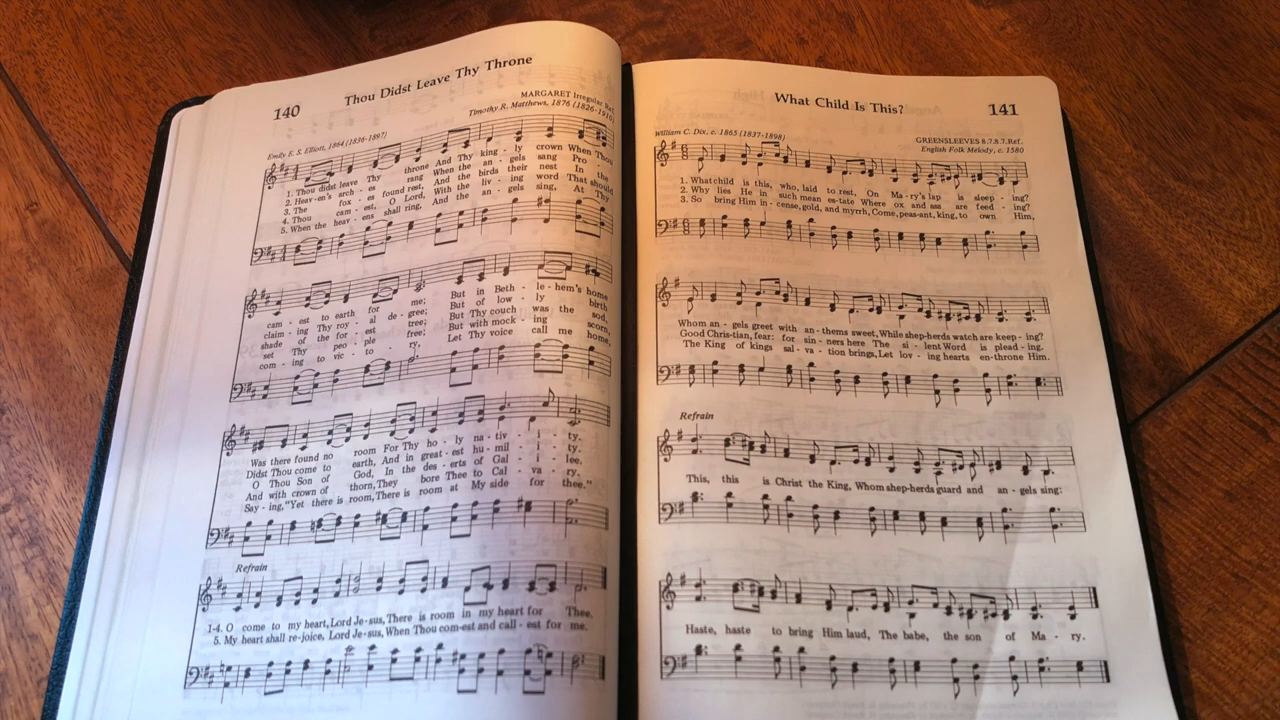 140
Thou Didst Leave Thy Throne
MARGARET Irregular Ref.
Emily E. S. Elliott, 1864 (1836-1897)
Timothy R. Matthews, 1876 (1826-1910)
1. Thou didst leave Thy throne And Thy king - ly crown When Thou
2. Heav-en's arch - es rang When the an - gels sang Pro -
3. The fox - es found rest, And the birds their nest In the
4. Thou cam - est, O Lord, With the liv - ing word That should
5. When the heav - ens shall ring, And the an - gels sing, At Thy
cam - est to earth for me; But in Beth - le - hem's home
claim - ing Thy roy - al de - gree; But of low - ly birth
shade of the for - est tree; But Thy couch was the sod,
set Thy peo - ple free; But with mock - ing scorn,
com - ing to vic - to - ry, Let Thy voice call me home,
Was there found no room For Thy ho - ly na - tiv - i - ty.
Didst Thou come to earth, And in great - est hu - mil - i - ty.
O Thou Son of God, In the des - erts of Gal - i - lee.
And with crown of thorn, They bore Thee to Cal - va - ry.
Say - ing, "Yet there is room, There is room at My side for thee."
Refrain
1-4. O come to my heart, Lord Je - sus, There is room in my heart for Thee.
5. My heart shall re-joice, Lord Je - sus, When Thou com-est and call - est for me.
What Child Is This?
141
William C. Dix, c. 1865 (1837-1898)
GREENSLEEVES 8.7.8.7.Ref.
English Folk Melody, c. 1580
1. What child is this, who, laid to rest, On Ma - ry's lap is sleep - ing?
2. Why lies He in such mean es-tate Where ox and ass are feed - ing?
3. So bring Him in - cense, gold, and myrrh, Come, peas-ant, king, to own Him,
Whom an - gels greet with an-thems sweet, While shep-herds watch are keep - ing?
Good Chris-tian, fear: for sin - ners here The si - lent Word is plead - ing.
The King of kings sal - va - tion brings, Let lov - ing hearts en-throne Him.
Refrain
This, this is Christ the King, Whom shep-herds guard and an - gels sing:
Haste, haste to bring Him laud, The babe, the son of Ma - ry.